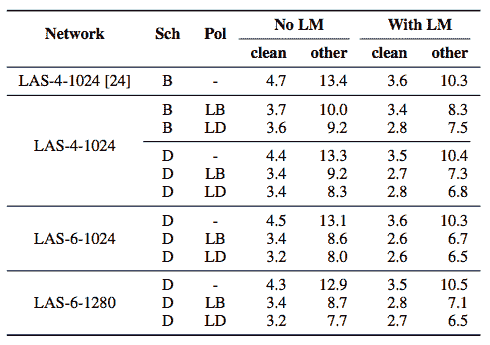 Network Sch Pol No LM With LM
clean other clean other
LAS-4-1024 [24] B - 4.7 13.4 3.6 10.3
B LB 3.7 10.0 3.4 8.3
B LD 3.6 9.2 2.8 7.5
LAS-4-1024
D - 4.4 13.3 3.5 10.4
D LB 3.4 9.2 2.7 7.3
D LD 3.4 8.3 2.8 6.8
D - 4.5 13.1 3.6 10.3
LAS-6-1024 D LB 3.4 8.6 2.6 6.7
D LD 3.2 8.0 2.6 6.5
D - 4.3 12.9 3.5 10.5
LAS-6-1280 D LB 3.4 8.7 2.8 7.1
D LD 3.2 7.7 2.7 6.5